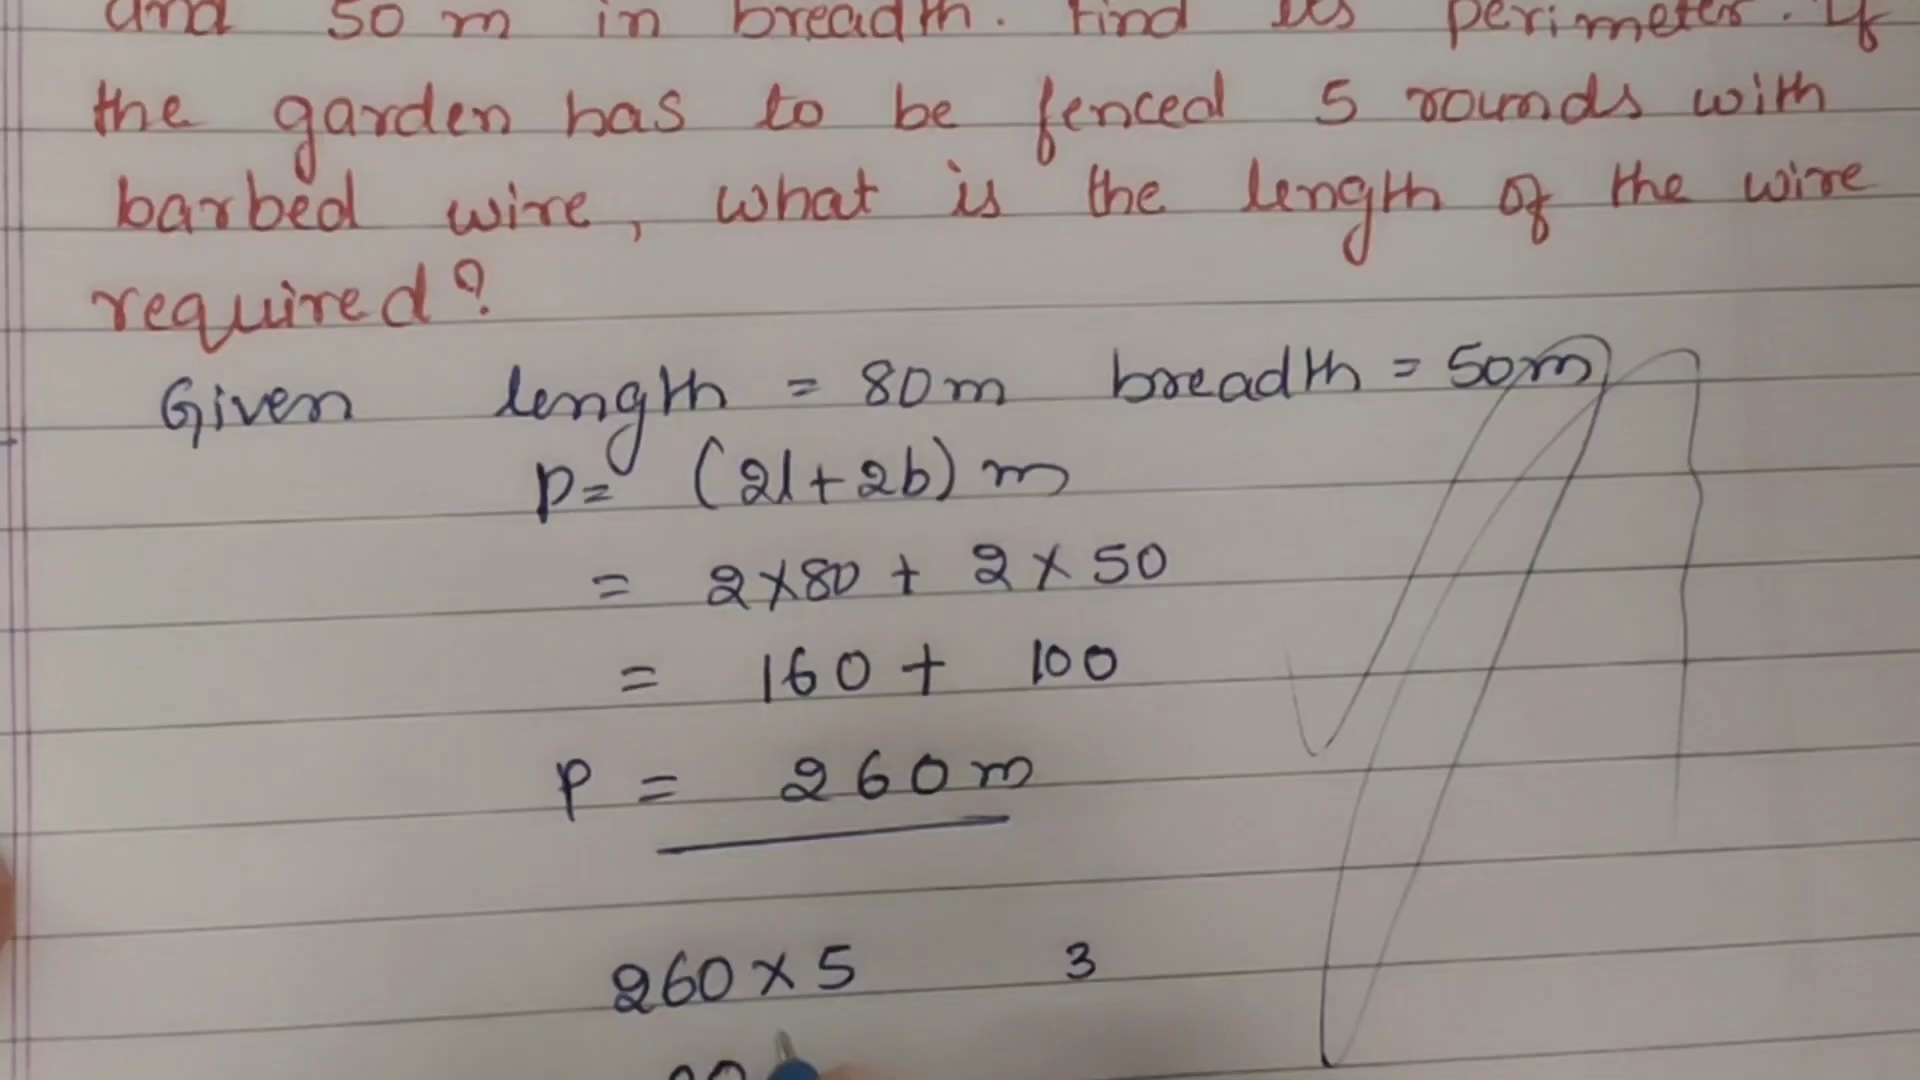 and 50 m in breadth. Find its perimeter. If
the garden has to be fenced 5 rounds with
barbed wire, what is the length of the wire
required?
Given length = 80m breadth = 50m
P= (2l+2b) m
= 2×80 + 2×50
= 160 + 100
P = 260m
260×5 3